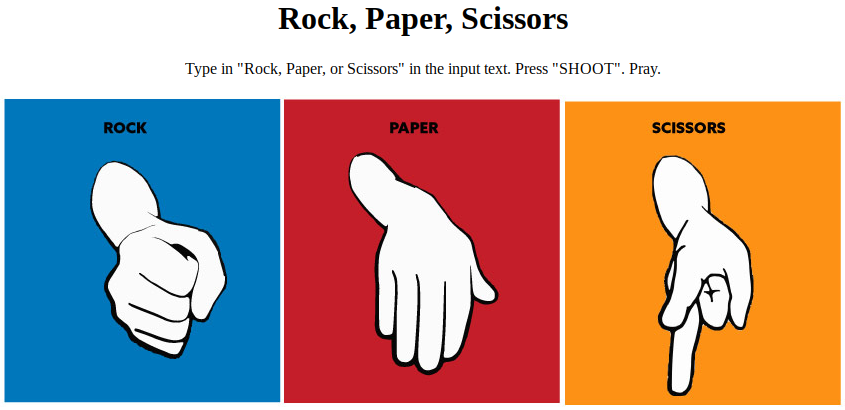 Rock, Paper, Scissors
Type in "Rock, Paper, or Scissors" in the input text. Press "SHOOT". Pray.
ROCK
PAPER
SCISSORS